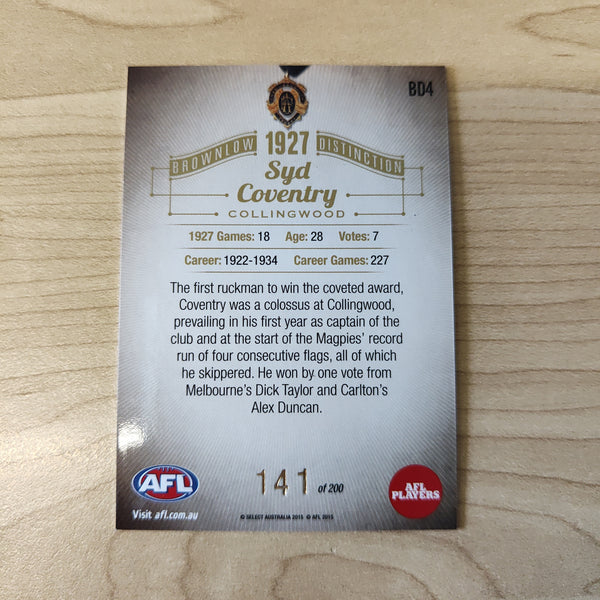 BD4
1927
BROWNLOW DISTINCTION
Syd
Coventry
COLLINGWOOD
1927 Games: 18 Age: 28 Votes: 7
Career: 1922-1934 Career Games: 227
The first ruckman to win the coveted award,
Coventry was a colossus at Collingwood,
prevailing in his first year as captain of the
club and at the start of the Magpies' record
run of four consecutive flags, all of which
he skippered. He won by one vote from
Melbourne's Dick Taylor and Carlton's
Alex Duncan.
AFL
141 of 200
AFL
PLAYERS
Visit afl.com.au
© SELECT AUSTRALIA 2015 © AFL 2015